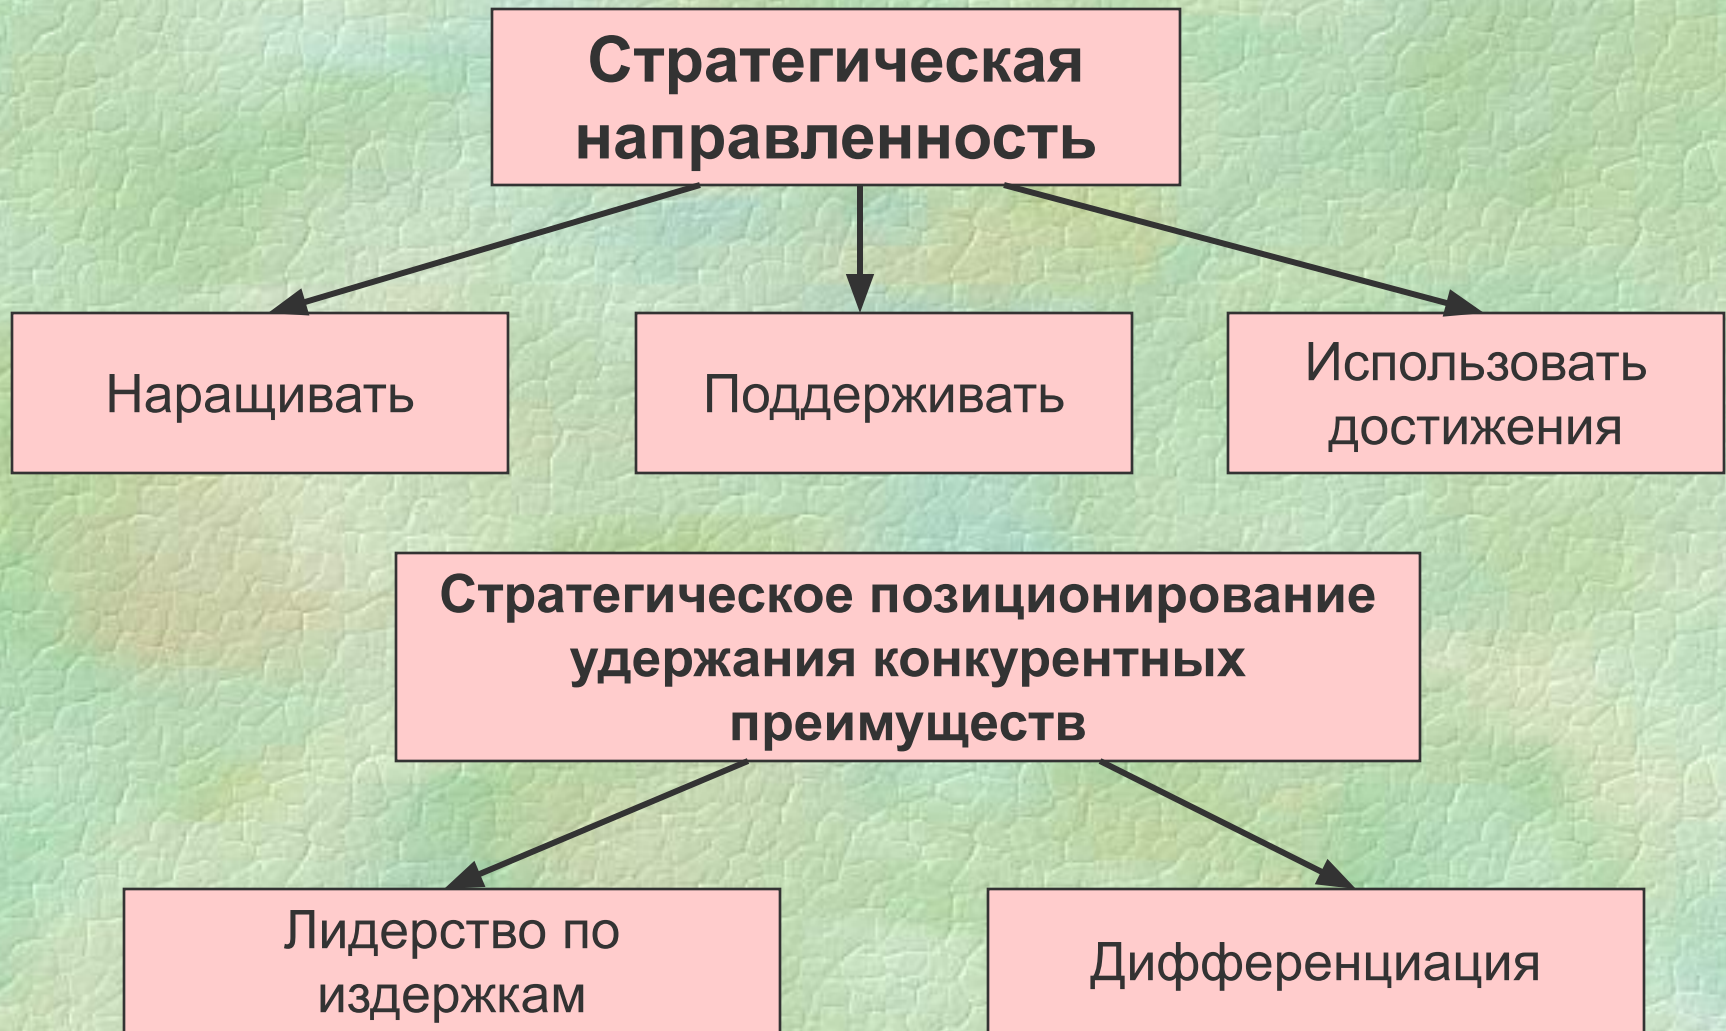 Стратегическая
направленность
Наращивать
Поддерживать
Использовать
достижения
Стратегическое позиционирование
удержания конкурентных
преимуществ
Лидерство по
издержкам
Дифференциация